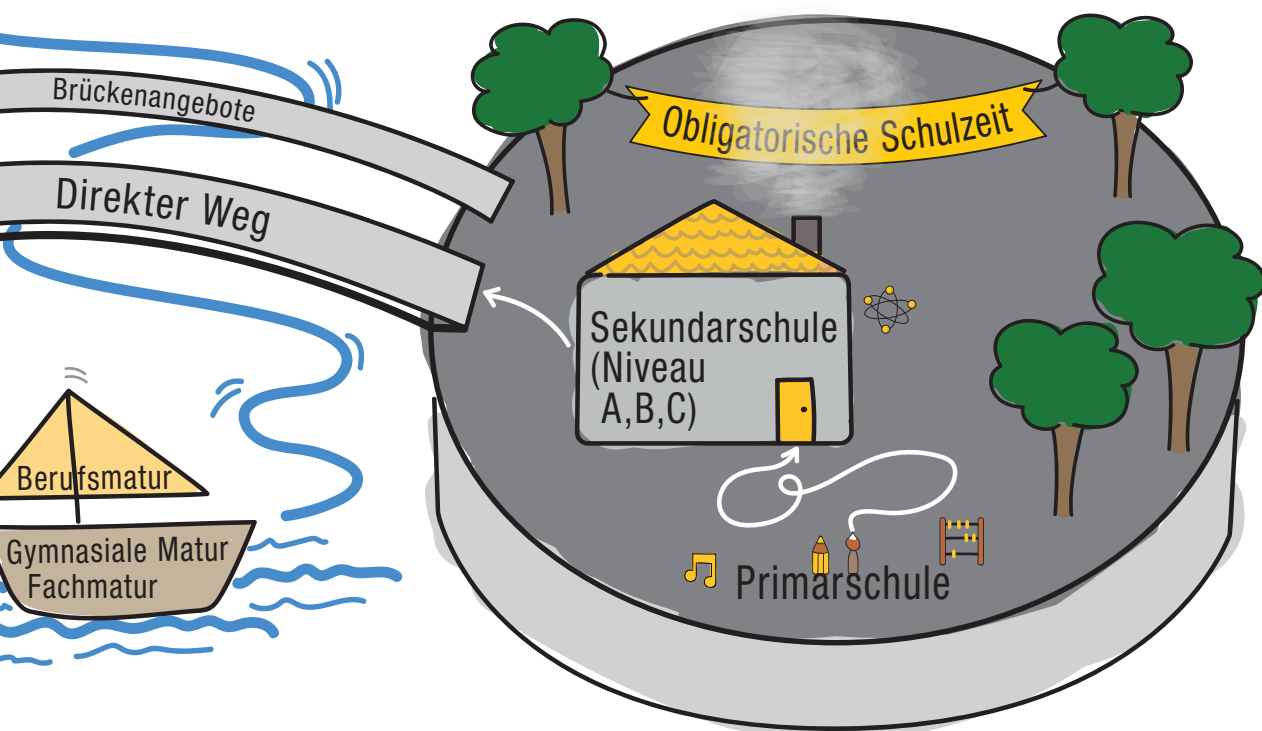 Brückenangebote
Obligatorische Schulzeit
Direkter Weg
Sekundarschule
(Niveau
A,B,C)
Berufsmatur
Gymnasiale Matur
Fachmatur
Primarschule